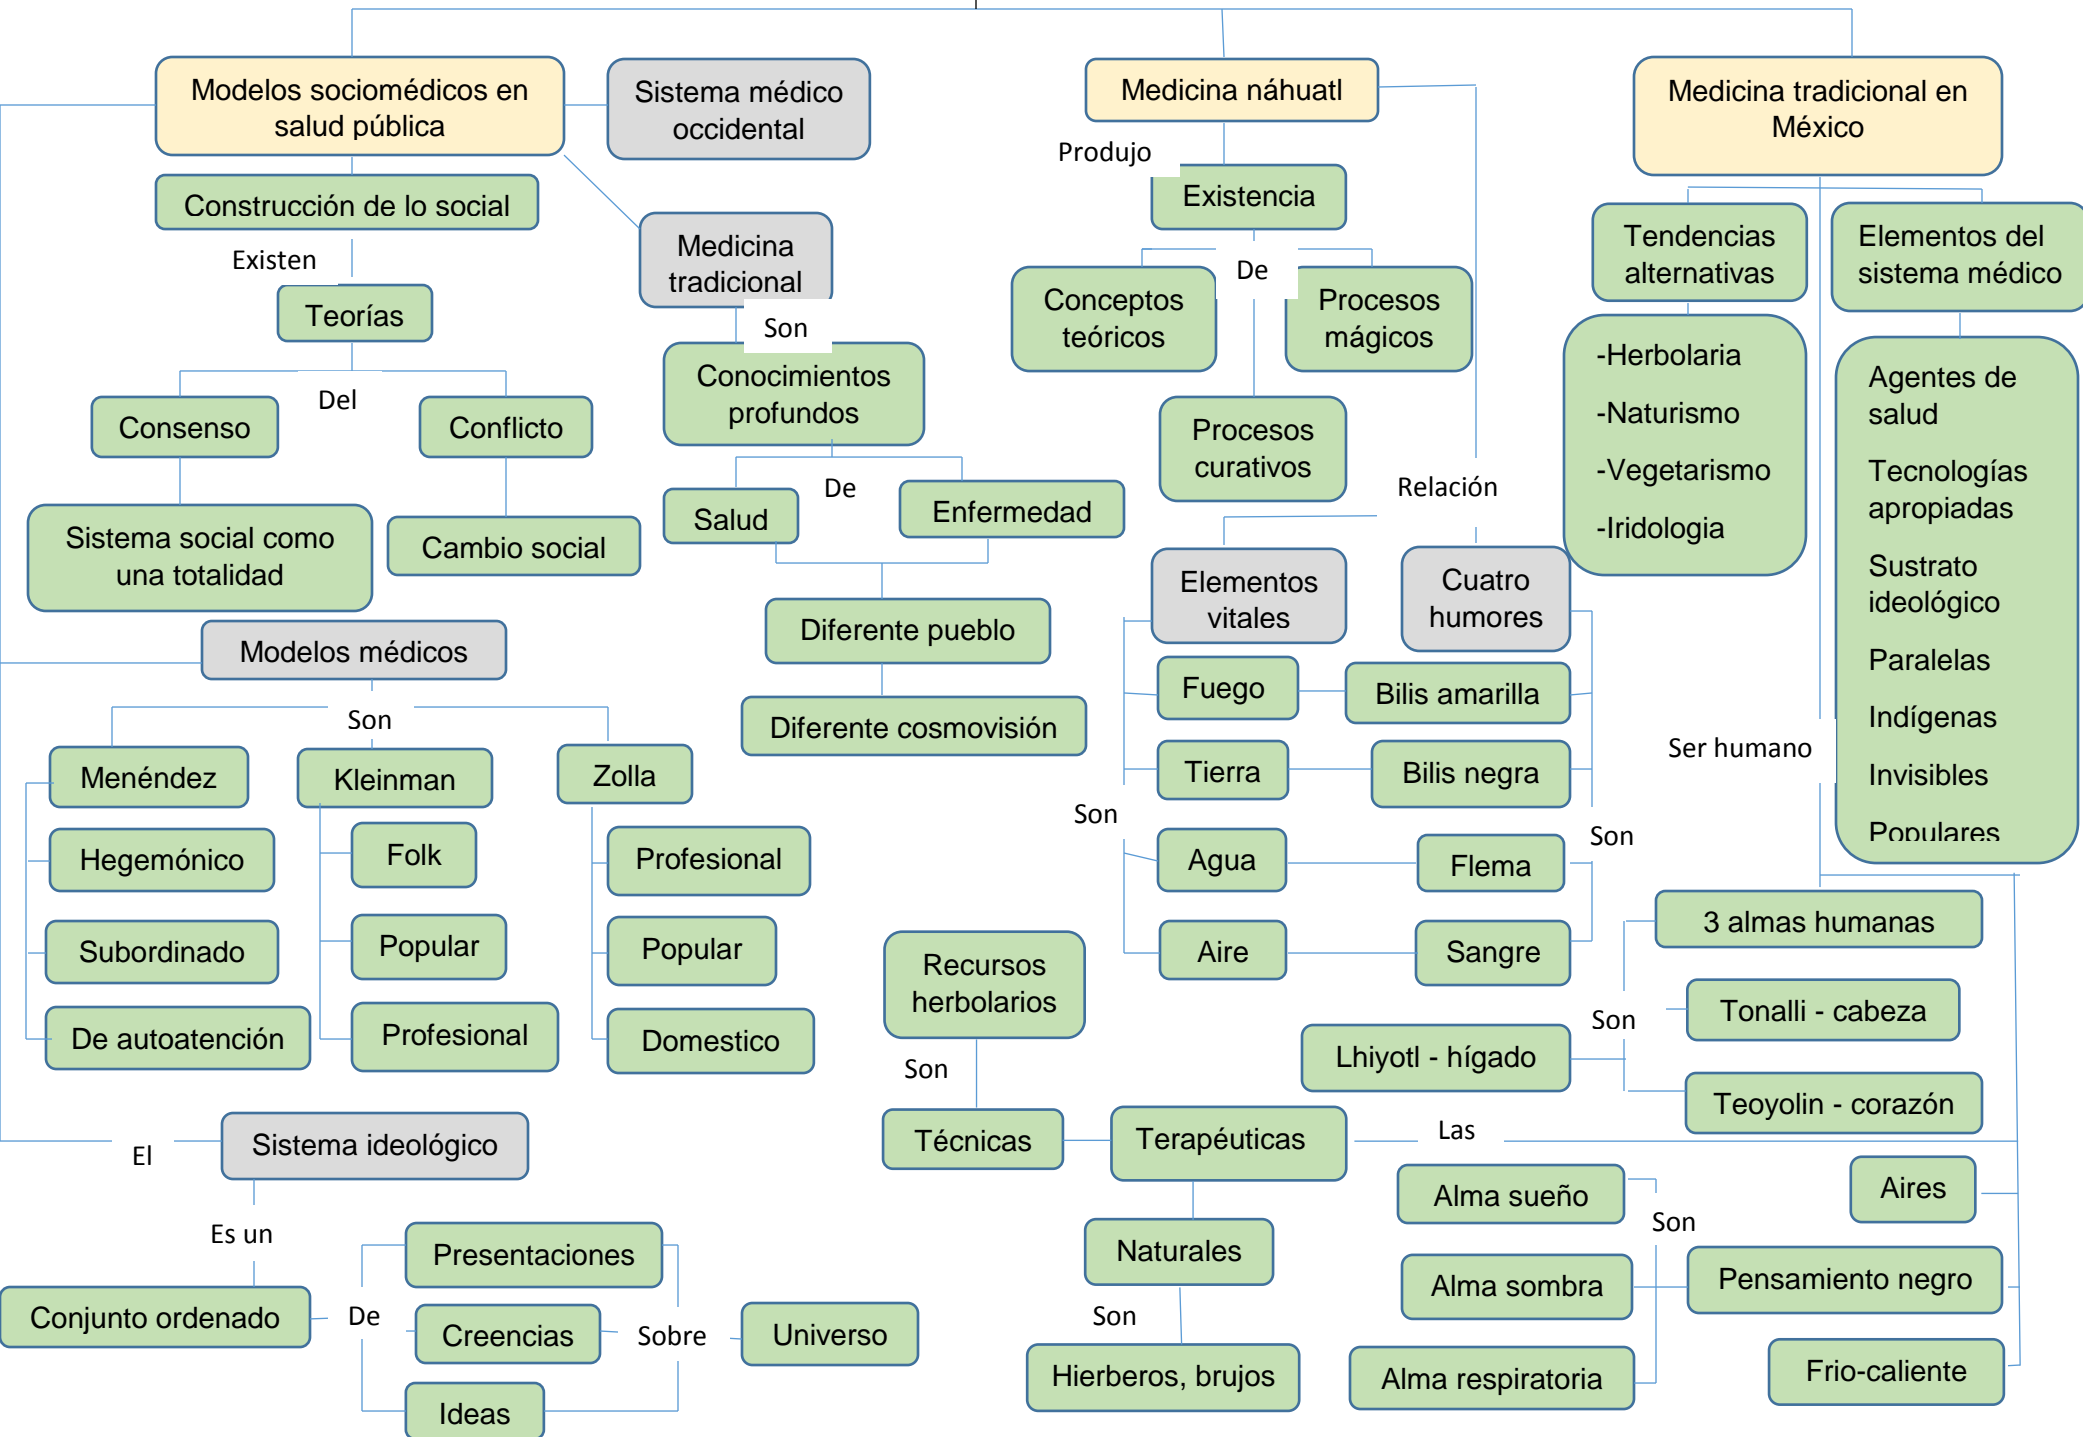 Modelos sociomédicos en
salud pública
Sistema médico
occidental
Medicina náhuatl
Medicina tradicional en
México
Produjo
Construcción de lo social
Existencia
Medicina
tradicional
Tendencias
alternativas
Elementos del
sistema médico
Existen
De
Teorías
Son
Conceptos
teóricos
Procesos
mágicos
-Herbolaria
-Naturismo
-Vegetarismo
-Iridologia
Agentes de
salud
Tecnologías
apropiadas
Sustrato
ideológico
Paralelas
Indígenas
Invisibles
Populares
Del
Consenso
Conflicto
Conocimientos
profundos
Procesos
curativos
De
Relación
Salud
Enfermedad
Sistema social como
una totalidad
Cambio social
Elementos
vitales
Cuatro
humores
Diferente pueblo
Modelos médicos
Fuego
Bilis amarilla
Son
Diferente cosmovisión
Ser humano
Menéndez
Kleinman
Zolla
Tierra
Bilis negra
Son
Son
Hegemónico
Folk
Profesional
Agua
Flema
3 almas humanas
Subordinado
Popular
Popular
Recursos
herbolarios
Aire
Sangre
Tonalli - cabeza
Son
De autoatención
Profesional
Domestico
Son
Lhiyotl - hígado
Teoyolin - corazón
El
Sistema ideológico
Técnicas
Terapéuticas
Las
Alma sueño
Aires
Es un
Son
Presentaciones
Naturales
Alma sombra
Pensamiento negro
Conjunto ordenado
De
Creencias
Sobre
Universo
Son
Hierberos, brujos
Alma respiratoria
Frio-caliente
Ideas